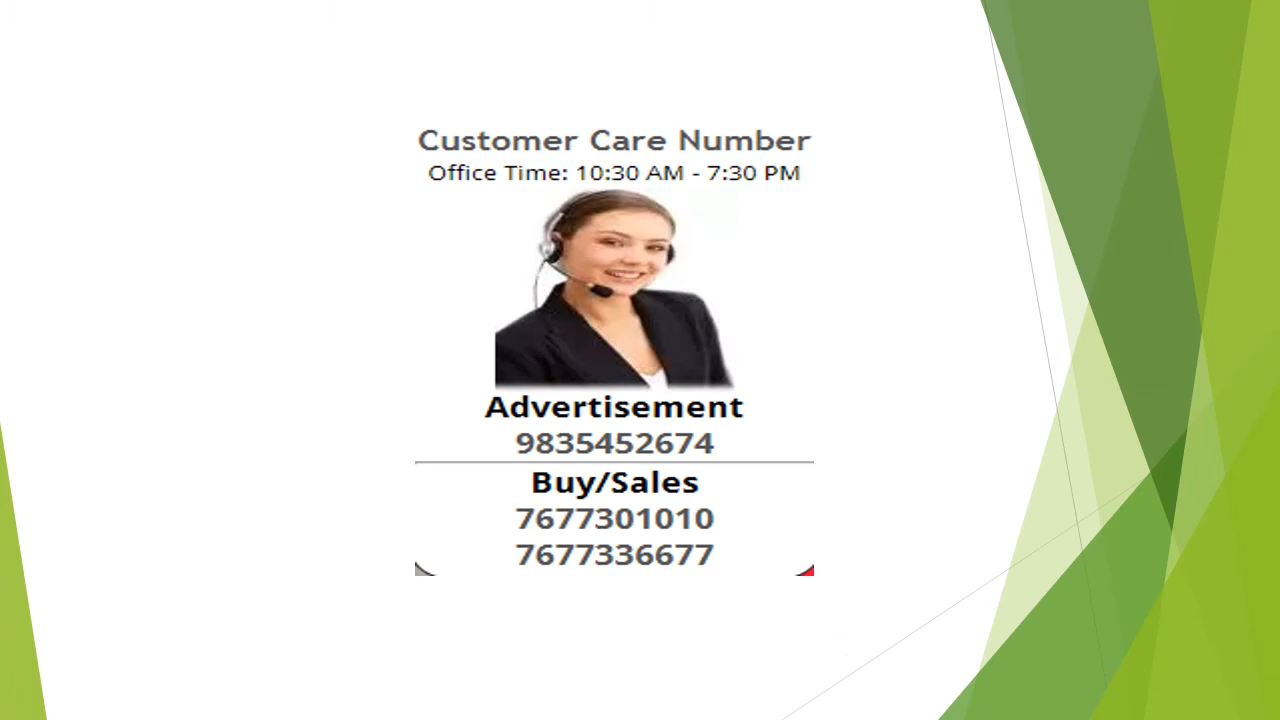 Customer Care Number
Office Time: 10:30 AM - 7:30 PM
Advertisement
9835452674
Buy/Sales
7677301010
7677336677